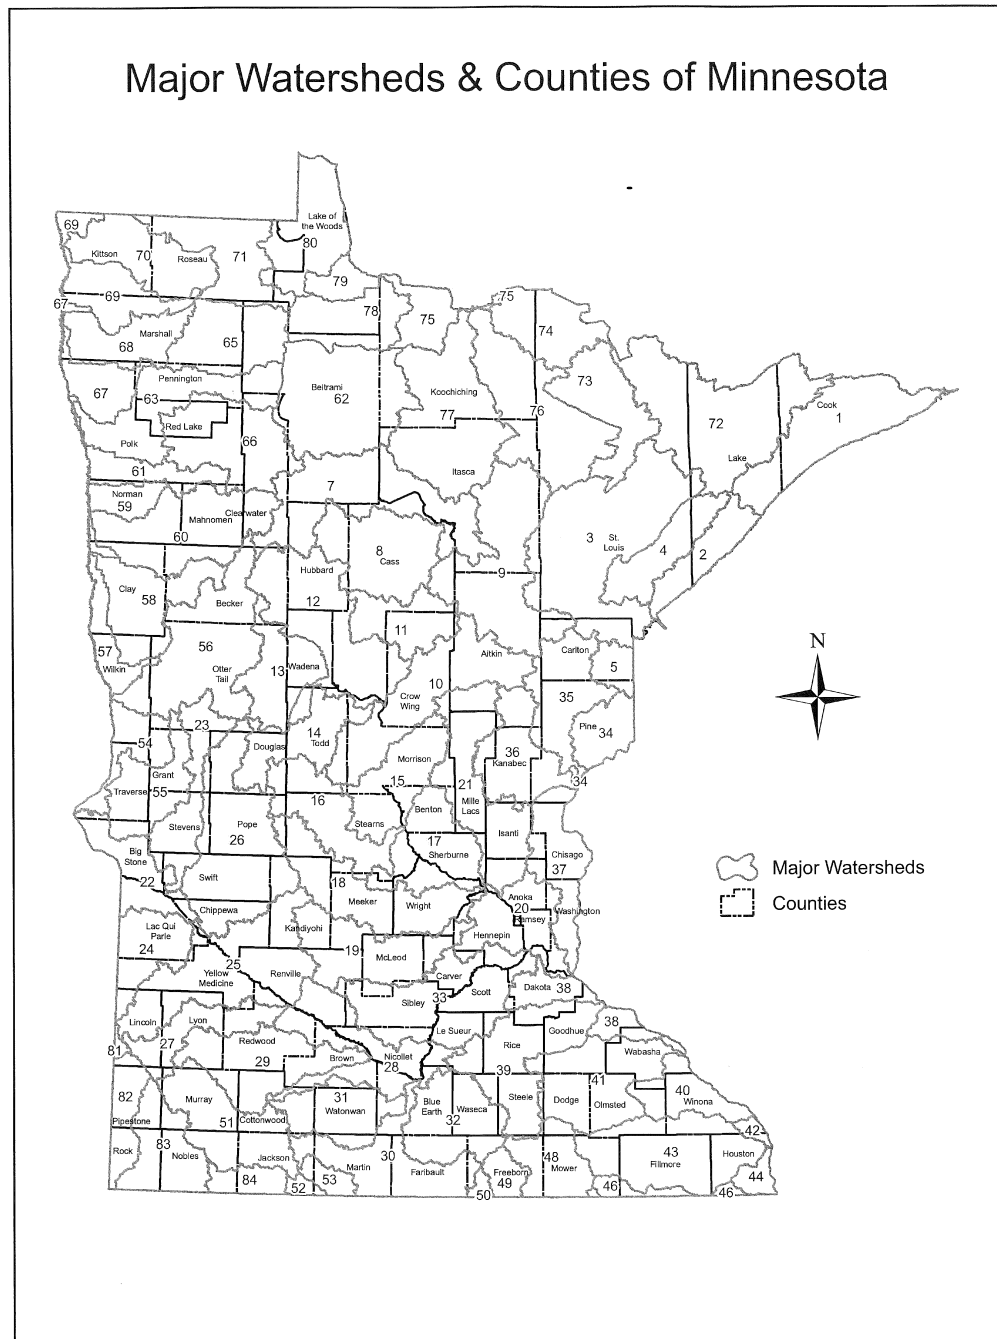 Major Watersheds & Counties of Minnesota
Lake of
the Woods
69
80
Kittson
70
Roseau
71
79
69
67
78
75
75
74
Marshall
68
65
Pennington
67
63
Beltrami
62
Koochiching
73
Cook
1
77
76
72
Red Lake
Polk
66
Lake
61
Itasca
7
Norman
59
Mahnomen
Clearwater
60
3
St.
Louis
4
2
8
Cass
Hubbard
9
Clay
58
Becker
12
11
N
57
Wilkin
56
Otter
Tail
13
Wadena
Aitkin
Carlton
5
10
Crow
Wing
35
23
54
Douglas
14
Todd
Pine
34
36
Kanabec
Morrison
Grant
15
21
34
Traverse
55
16
Mille
Lacs
Benton
Stevens
Pope
26
Stearns
17
Isanti
Sherburne
Big
Stone
Chisago
37
Major Watersheds
22
Swift
18
Meeker
Wright
Anoka
20
Ramsey
Washington
Counties
Chippewa
Lac Qui
Parle
24
Kandiyohi
Hennepin
19
McLeod
25
Yellow
Medicine
Renville
Carver
Scott
Dakota
38
33
Sibley
Lincoln
Lyon
38
81
27
Redwood
29
Le Sueur
Goodhue
Rice
Wabasha
Brown
Nicollet
28
39
41
82
Murray
31
Watonwan
Blue
Earth
Waseca
32
Steele
Dodge
Olmsted
40
Winona
Pipestone
51
Cottonwood
42
Rock
83
Nobles
Jackson
84
52
Martin
53
30
Faribault
Freeborn
49
50
48
Mower
46
43
Fillmore
Houston
44
46